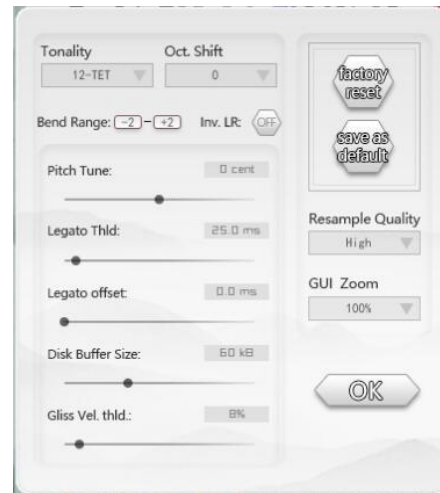 Tonality
Oct. Shift
12-TET
0
Bend Range: -2 - +2
Inv. LR: OFF
Pitch Tune: 0 cent
Legato Thld: 25.0 ms
Legato offset: 0.0 ms
Disk Buffer Size: 60 kB
Gliss Vel. thld.: 8%
factory
reset
save as
default
Resample Quality
High
GUI Zoom
100%
OK